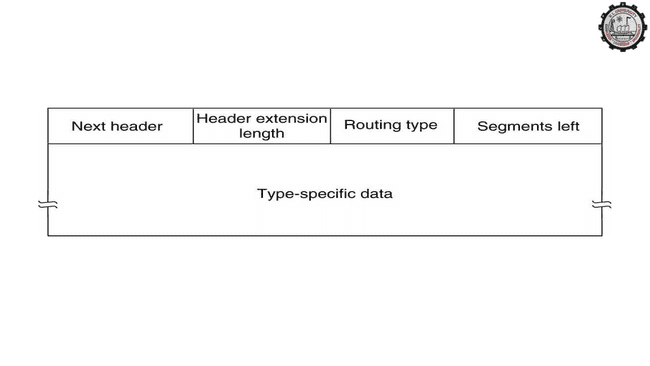 Next header
Header extension
length
Routing type
Segments left
Type-specific data